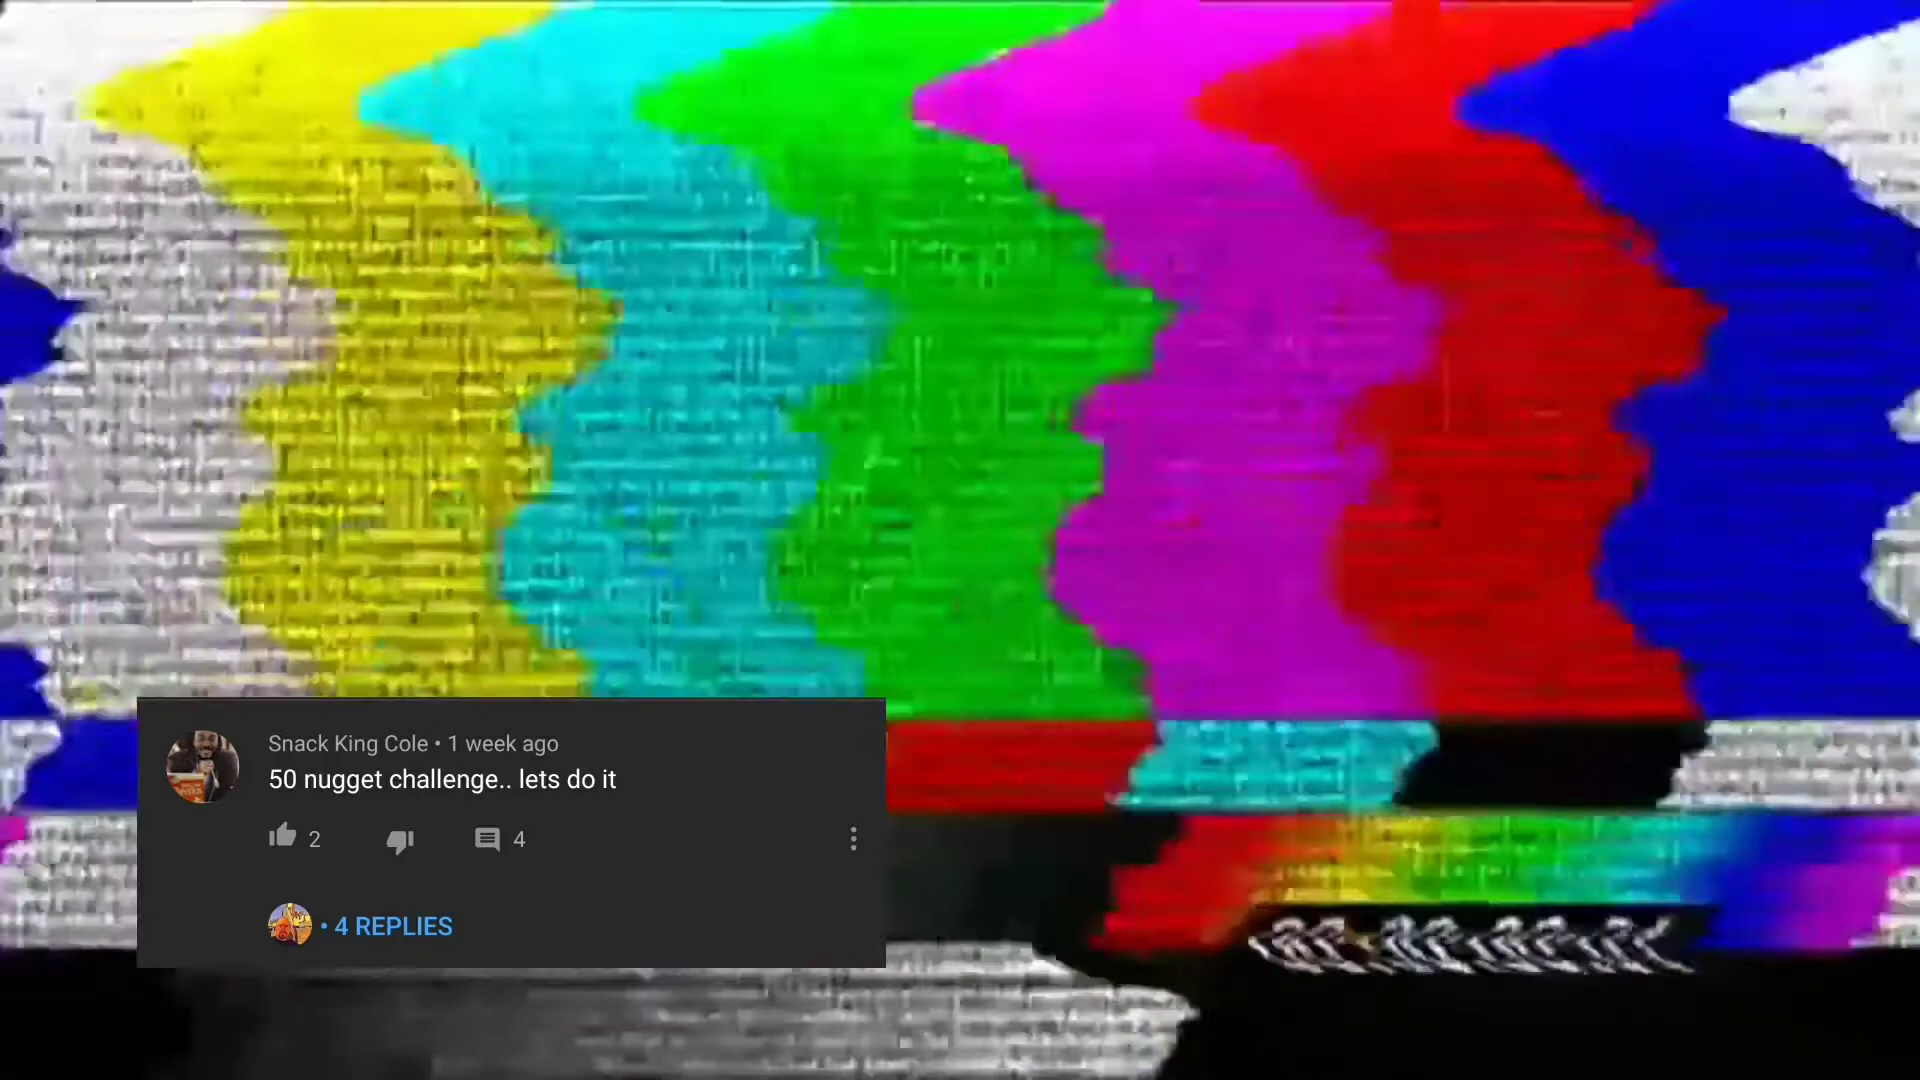 Snack King Cole • 1 week ago
50 nugget challenge.. lets do it
2
4
• 4 REPLIES